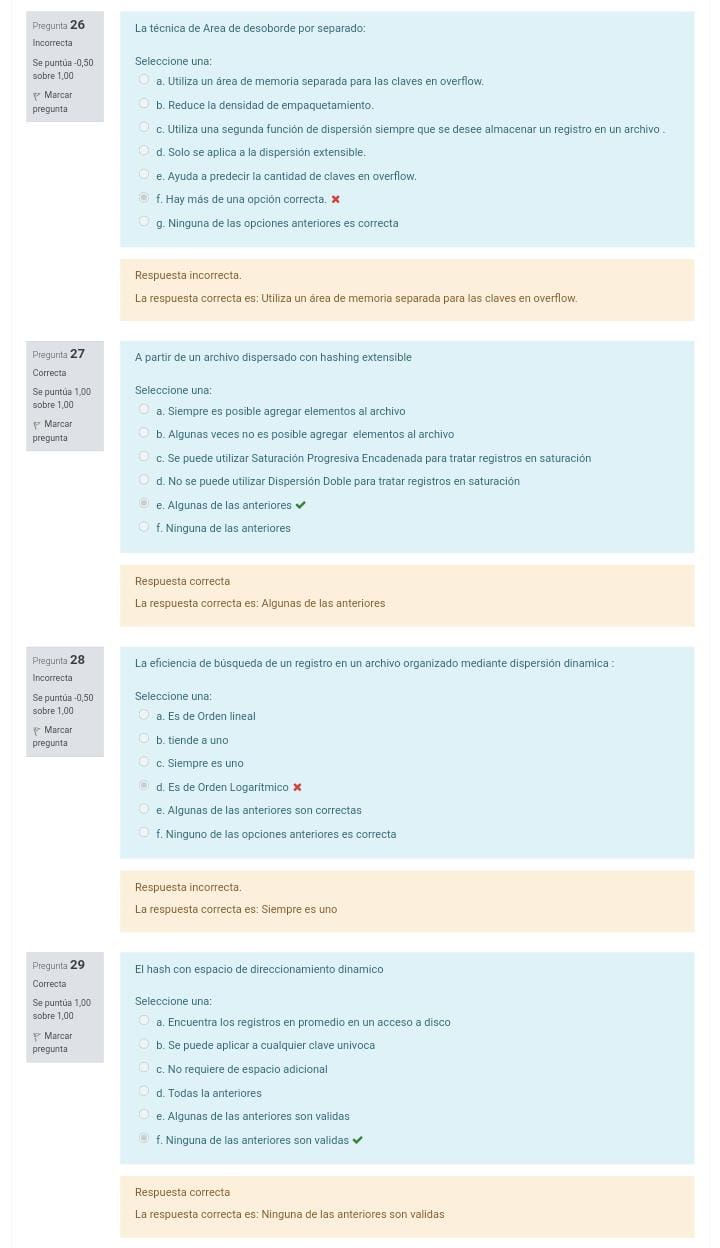 Pregunta 26
Incorrecta
Se puntúa -0,50
sobre 1,00
Marcar
pregunta
La técnica de Area de desborde por separado:
Seleccione una:
a. Utiliza un área de memoria separada para las claves en overflow.
b. Reduce la densidad de empaquetamiento.
c. Utiliza una segunda función de dispersión siempre que se desee almacenar un registro en un archivo .
d. Solo se aplica a la dispersión extensible.
e. Ayuda a predecir la cantidad de claves en overflow.
f. Hay más de una opción correcta.
g. Ninguna de las opciones anteriores es correcta
Respuesta incorrecta.
La respuesta correcta es: Utiliza un área de memoria separada para las claves en overflow.
Pregunta 27
Correcta
Se puntúa 1,00
sobre 1,00
Marcar
pregunta
A partir de un archivo dispersado con hashing extensible
Seleccione una:
a. Siempre es posible agregar elementos al archivo
b. Algunas veces no es posible agregar elementos al archivo
c. Se puede utilizar Saturación Progresiva Encadenada para tratar registros en saturación
d. No se puede utilizar Dispersión Doble para tratar registros en saturación
e. Algunas de las anteriores
f. Ninguna de las anteriores
Respuesta correcta
La respuesta correcta es: Algunas de las anteriores
Pregunta 28
Incorrecta
Se puntúa -0,50
sobre 1,00
Marcar
pregunta
La eficiencia de búsqueda de un registro en un archivo organizado mediante dispersión dinamica :
Seleccione una:
a. Es de Orden lineal
b. tiende a uno
c. Siempre es uno
d. Es de Orden Logarítmico
e. Algunas de las anteriores son correctas
f. Ninguno de las opciones anteriores es correcta
Respuesta incorrecta.
La respuesta correcta es: Siempre es uno
Pregunta 29
Correcta
Se puntúa 1,00
sobre 1,00
Marcar
pregunta
El hash con espacio de direccionamiento dinamico
Seleccione una:
a. Encuentra los registros en promedio en un acceso a disco
b. Se puede aplicar a cualquier clave univoca
c. No requiere de espacio adicional
d. Todas la anteriores
e. Algunas de las anteriores son validas
f. Ninguna de las anteriores son validas
Respuesta correcta
La respuesta correcta es: Ninguna de las anteriores son validas